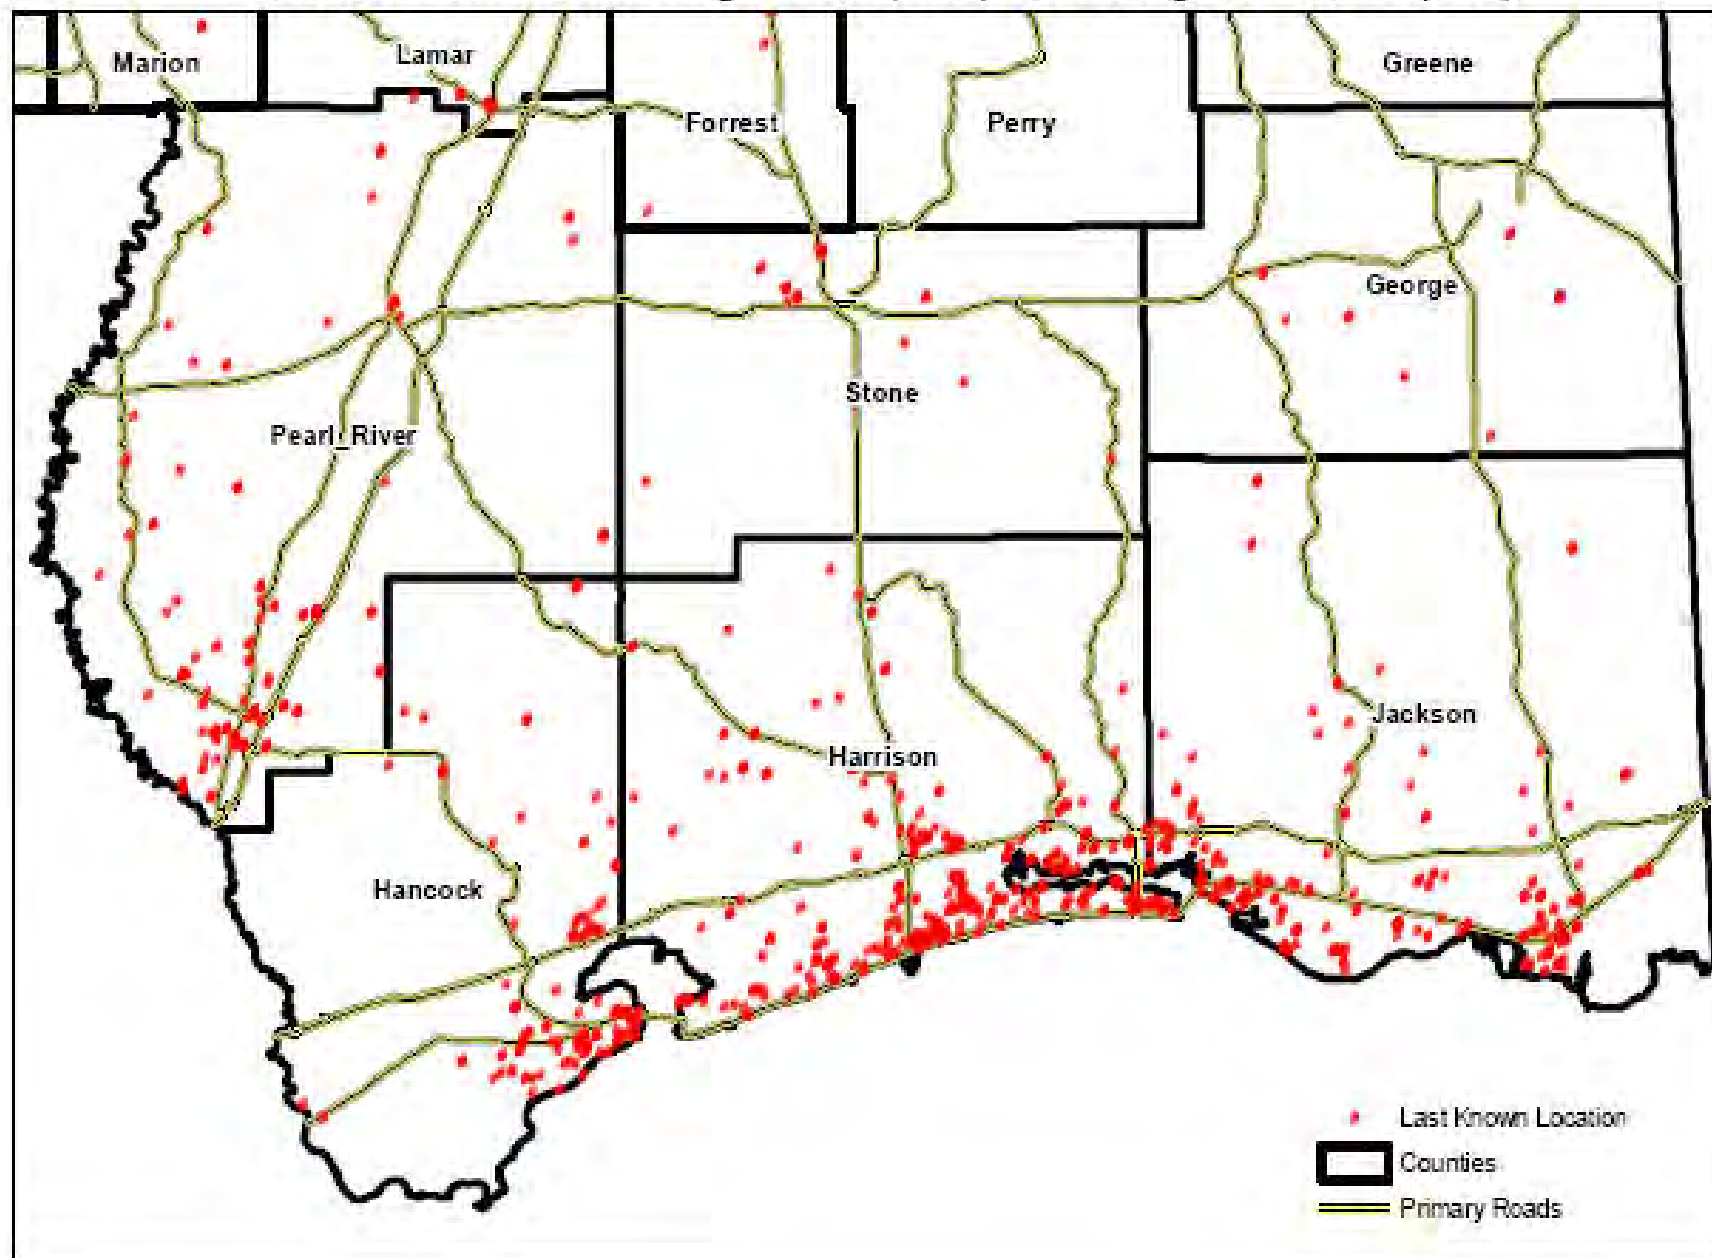 Marion
Lamar
Greene
Forrest
Perry
George
Stone
Pearl_River
Jackson
Harrison
Hancock
Last Known Location
Counties
Primary Roads